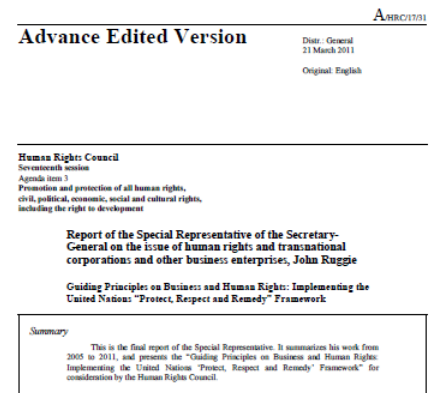 A/HRC/17/31
Advance Edited Version
Distr.: General
21 March 2011
Original: English
Human Rights Council
Seventeenth session
Agenda item 3
Promotion and protection of all human rights,
civil, political, economic, social and cultural rights,
including the right to development
Report of the Special Representative of the Secretary-
General on the issue of human rights and transnational
corporations and other business enterprises, John Ruggie
Guiding Principles on Business and Human Rights: Implementing the
United Nations “Protect, Respect and Remedy” Framework
Summary
This is the final report of the Special Representative. It summarizes his work from
2005 to 2011, and presents the “Guiding Principles on Business and Human Rights:
Implementing the United Nations ‘Protect, Respect and Remedy’ Framework” for
consideration by the Human Rights Council.